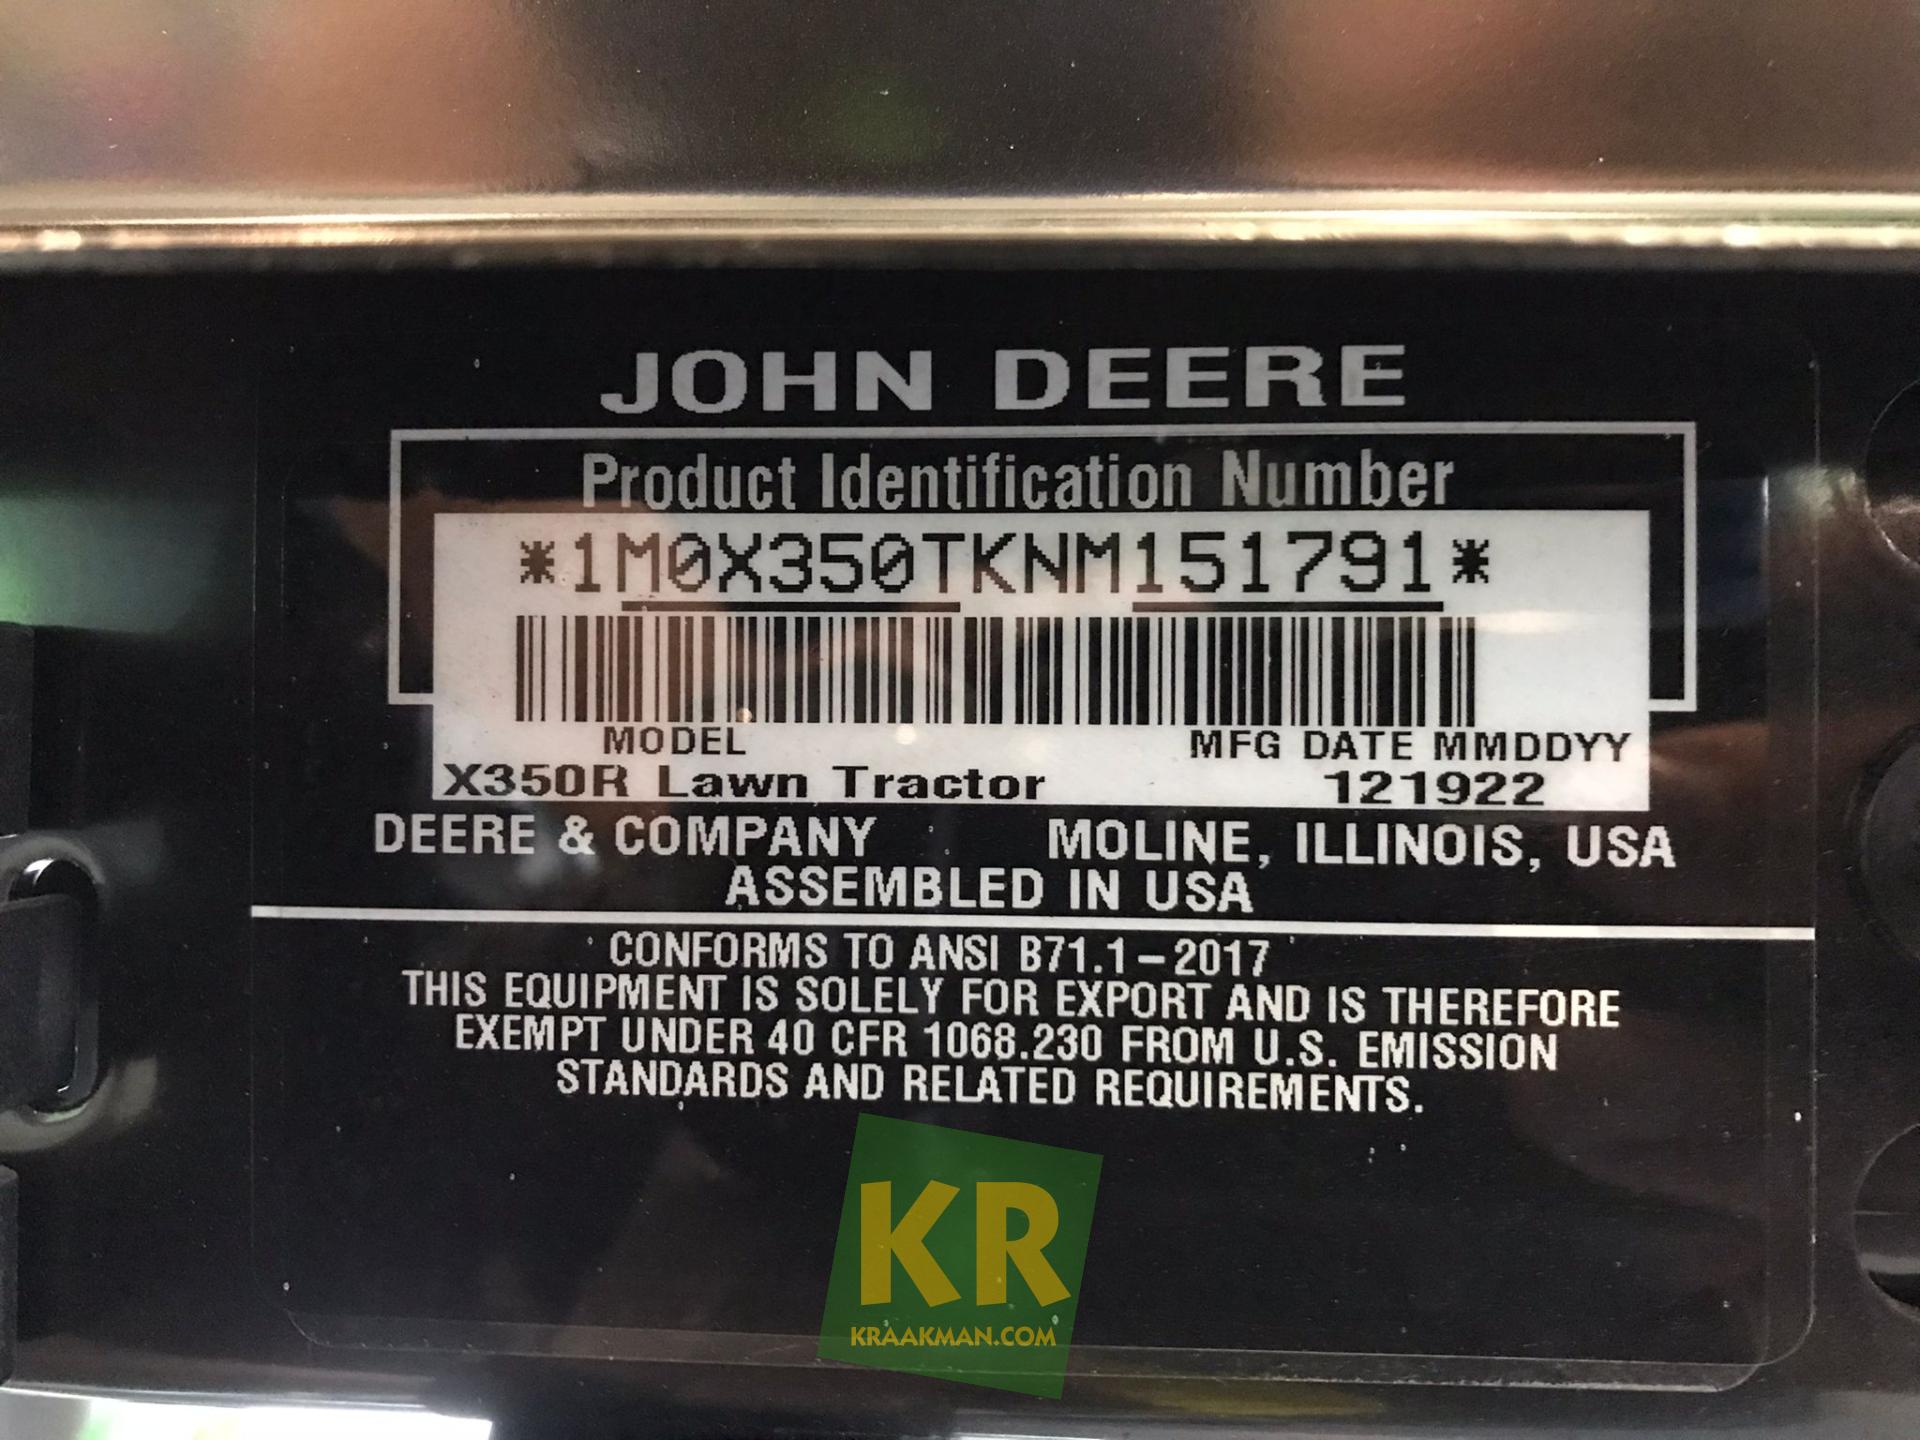 JOHN DEERE
Product Identification Number
*1M0X350TKNM151791*
MODEL MFG DATE MMDDYY
X350R Lawn Tractor 121922
DEERE & COMPANY MOLINE, ILLINOIS, USA
ASSEMBLED IN USA
CONFORMS TO ANSI B71.1-2017
THIS EQUIPMENT IS SOLELY FOR EXPORT AND IS THEREFORE
EXEMPT UNDER 40 CFR 1068.230 FROM U.S. EMISSION
STANDARDS AND RELATED REQUIREMENTS.
KR
KRAAKMAN.COM